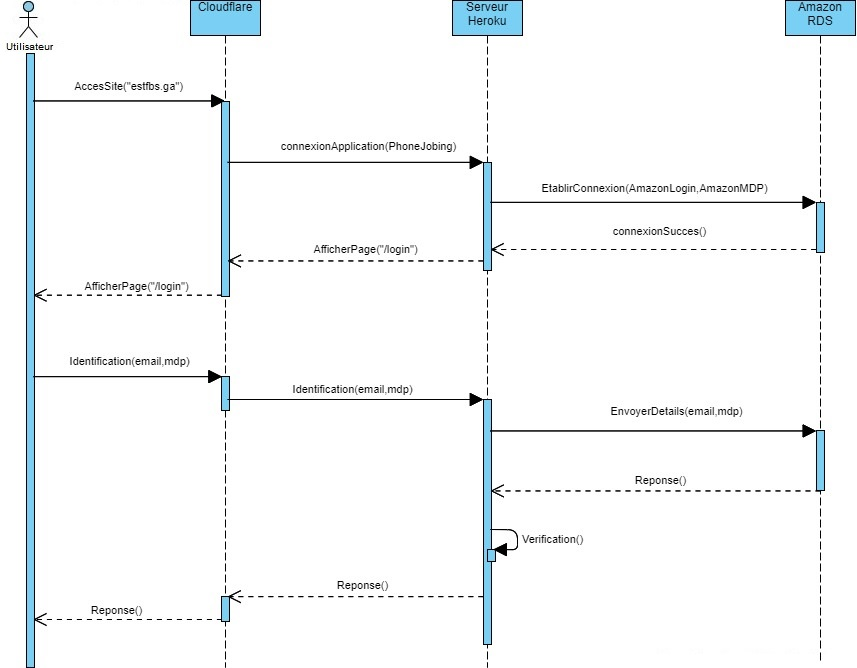 Utilisateur
Cloudflare
Serveur
Heroku
Amazon
RDS
AccesSite("estfbs.ga")
connexionApplication(PhoneJobing)
EtablirConnexion(AmazonLogin,AmazonMDP)
connexionSucces()
AfficherPage("/login")
AfficherPage("/login")
Identification(email,mdp)
Identification(email,mdp)
EnvoyerDetails(email,mdp)
Reponse()
Verification()
Reponse()
Reponse()